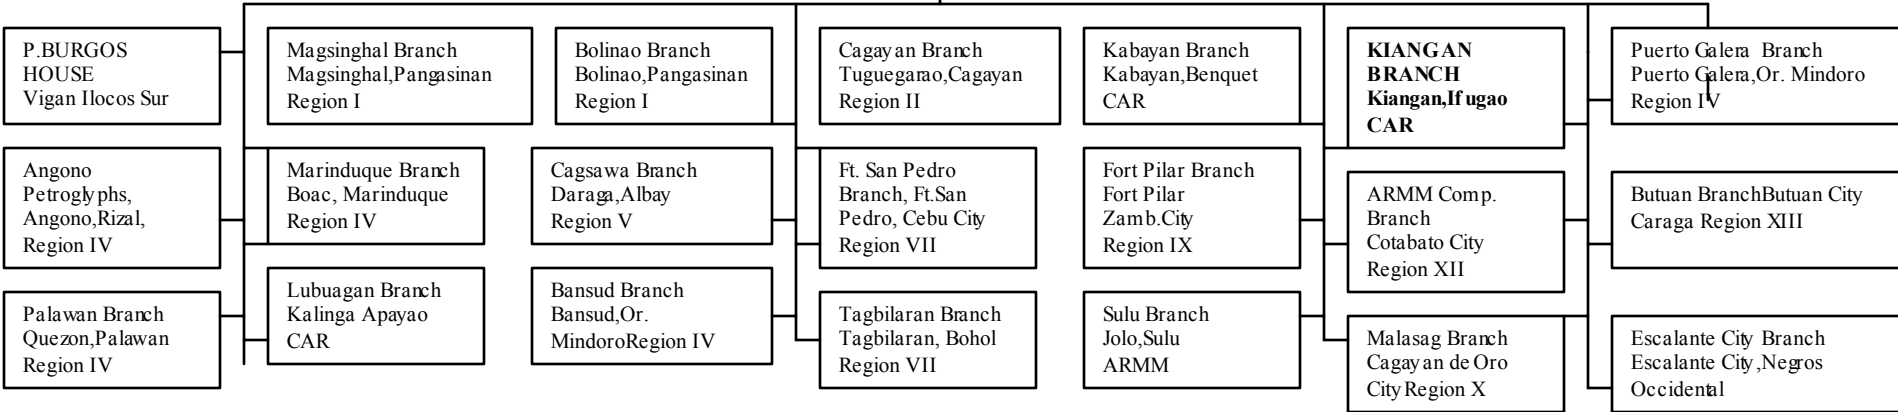 P.BURGOS
HOUSE
Vigan Ilocos Sur
Magsinghal Branch
Magsinghal,Pangasinan
Region I
Bolinao Branch
Bolinao,Pangasinan
Region I
Cagayan Branch
Tuguegarao,Cagayan
Region II
Kabayan Branch
Kabayan,Benquet
CAR
KIANGAN
BRANCH
Kiangan,Ifugao
CAR
Puerto Galera Branch
Puerto Galera,Or. Mindoro
Region IV
Angono
Petroglyphs,
Angono,Rizal,
Region IV
Marinduque Branch
Boac, Marinduque
Region IV
Cagsawa Branch
Daraga,Albay
Region V
Ft. San Pedro
Branch, Ft.San
Pedro, Cebu City
Region VII
Fort Pilar Branch
Fort Pilar
Zamb.City
Region IX
ARMM Comp.
Branch
Cotabato City
Region XII
Butuan BranchButuan City
Caraga Region XIII
Palawan Branch
Quezon,Palawan
Region IV
Lubuagan Branch
Kalinga Apayao
CAR
Bansud Branch
Bansud,Or.
MindoroRegion IV
Tagbilaran Branch
Tagbilaran, Bohol
Region VII
Sulu Branch
Jolo,Sulu
ARMM
Malasag Branch
Cagayan de Oro
City Region X
Escalante City Branch
Escalante City,Negros
Occidental